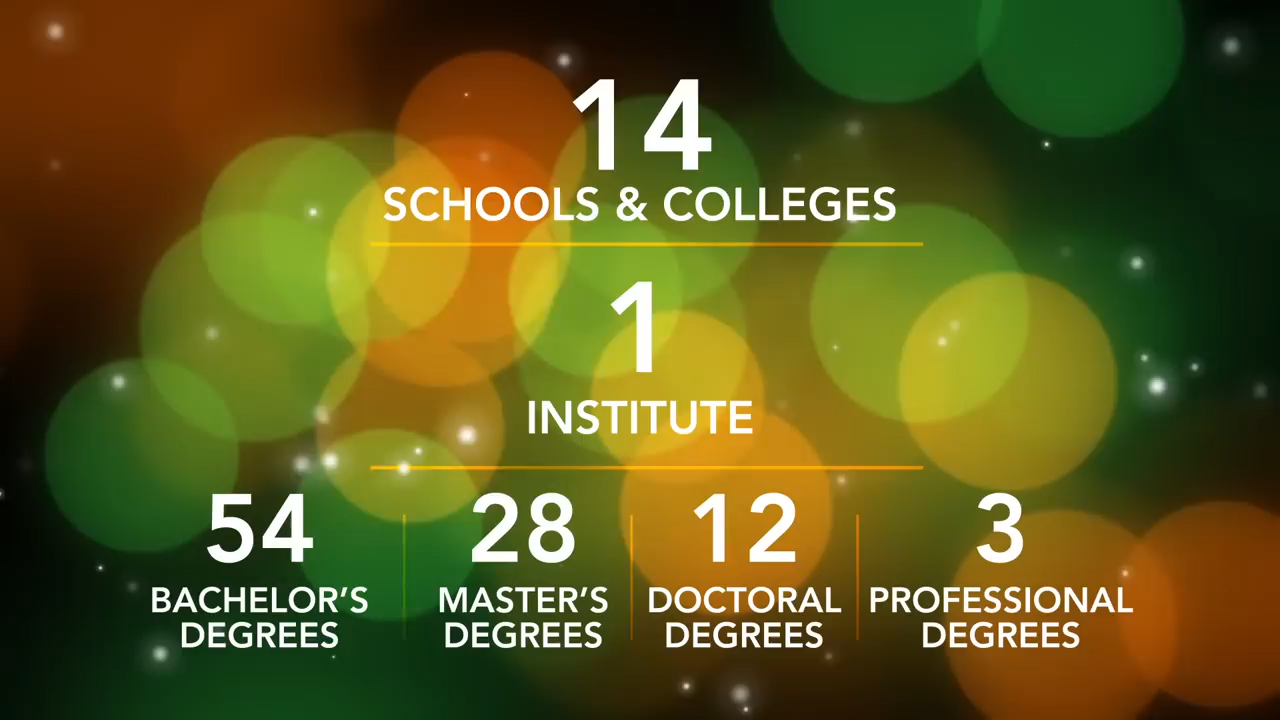 14
SCHOOLS & COLLEGES
1
INSTITUTE
54
BACHELOR'S
DEGREES
28
MASTER'S
DEGREES
12
DOCTORAL
DEGREES
3
PROFESSIONAL
DEGREES